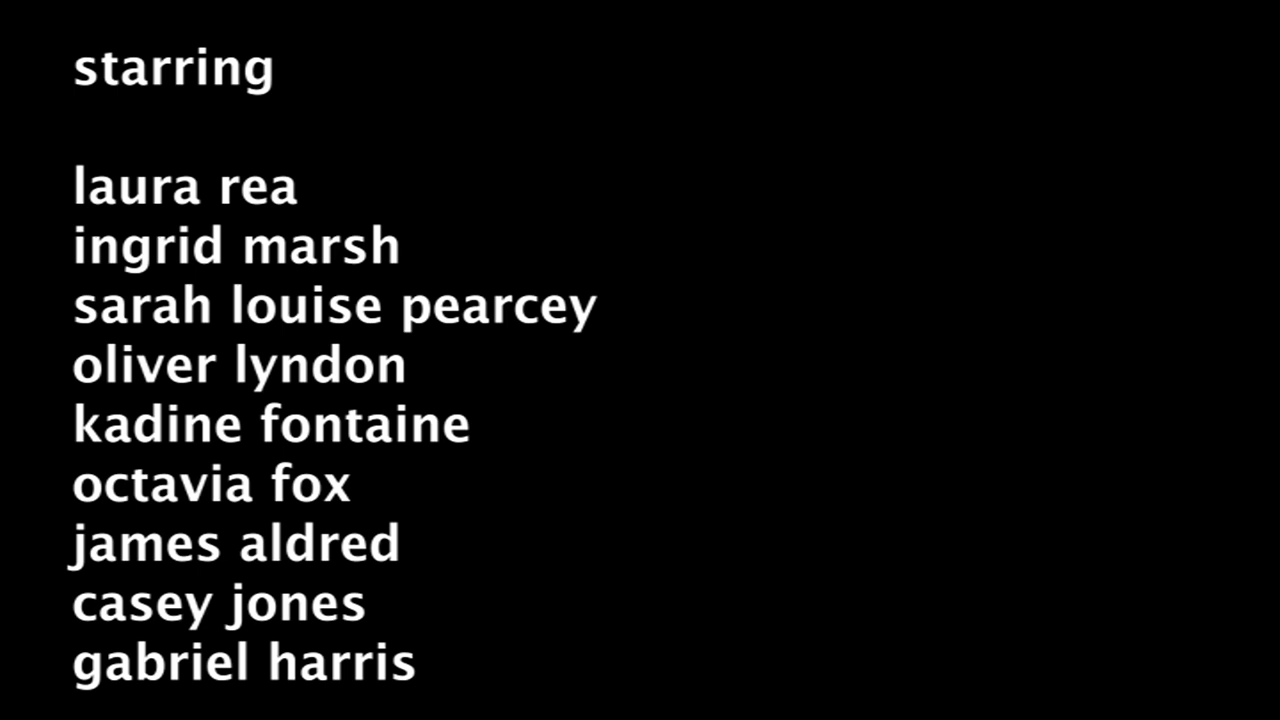 starring
laura rea
ingrid marsh
sarah louise pearcey
oliver lyndon
kadine fontaine
octavia fox
james aldred
casey jones
gabriel harris